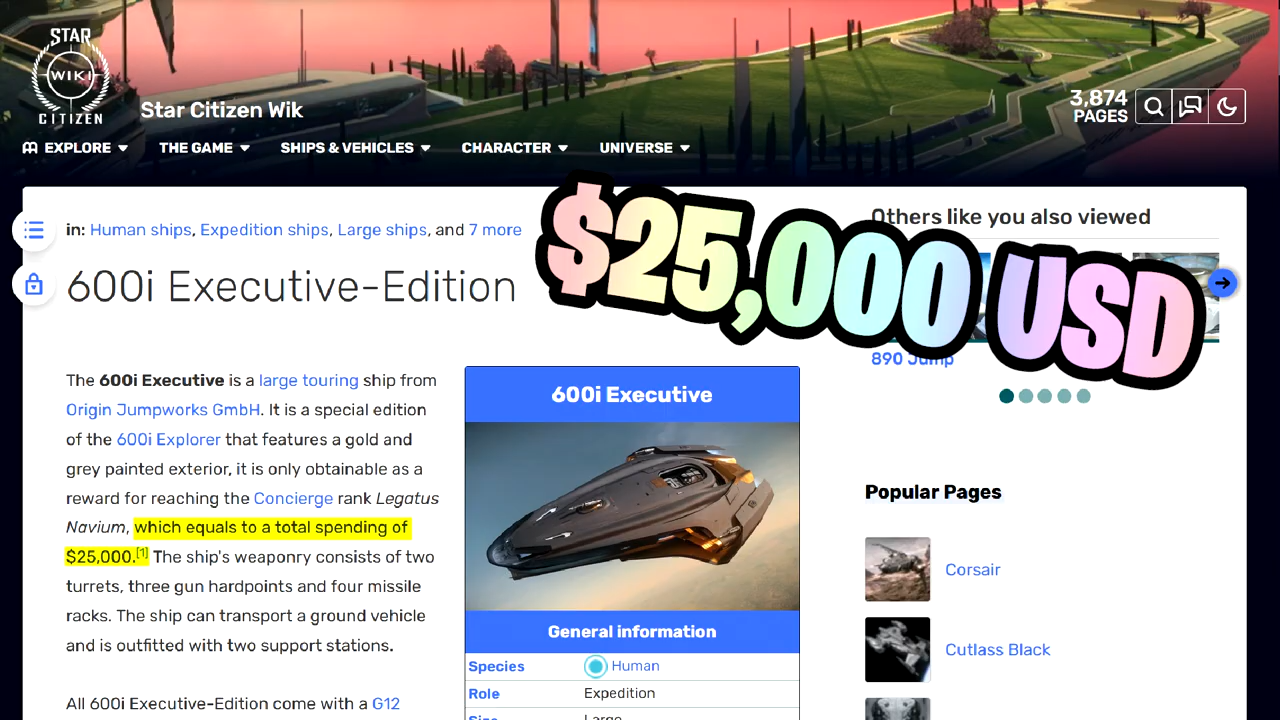 STAR
WIKI
CITIZEN
Star Citizen Wik
3,874
PAGES
EXPLORE
THE GAME
SHIPS & VEHICLES
CHARACTER
UNIVERSE
in: Human ships, Expedition ships, Large ships, and 7 more
600i Executive-Edition
$25,000 USD
Others like you also viewed
890 Jump
The 600i Executive is a large touring ship from
Origin Jumpworks GmbH. It is a special edition
of the 600i Explorer that features a gold and
grey painted exterior, it is only obtainable as a
reward for reaching the Concierge rank Legatus
Navium, which equals to a total spending of
$25,000.[1] The ship's weaponry consists of two
turrets, three gun hardpoints and four missile
racks. The ship can transport a ground vehicle
and is outfitted with two support stations.
All 600i Executive-Edition come with a G12
600i Executive
General information
Species Human
Role Expedition
Size Large
Popular Pages
Corsair
Cutlass Black